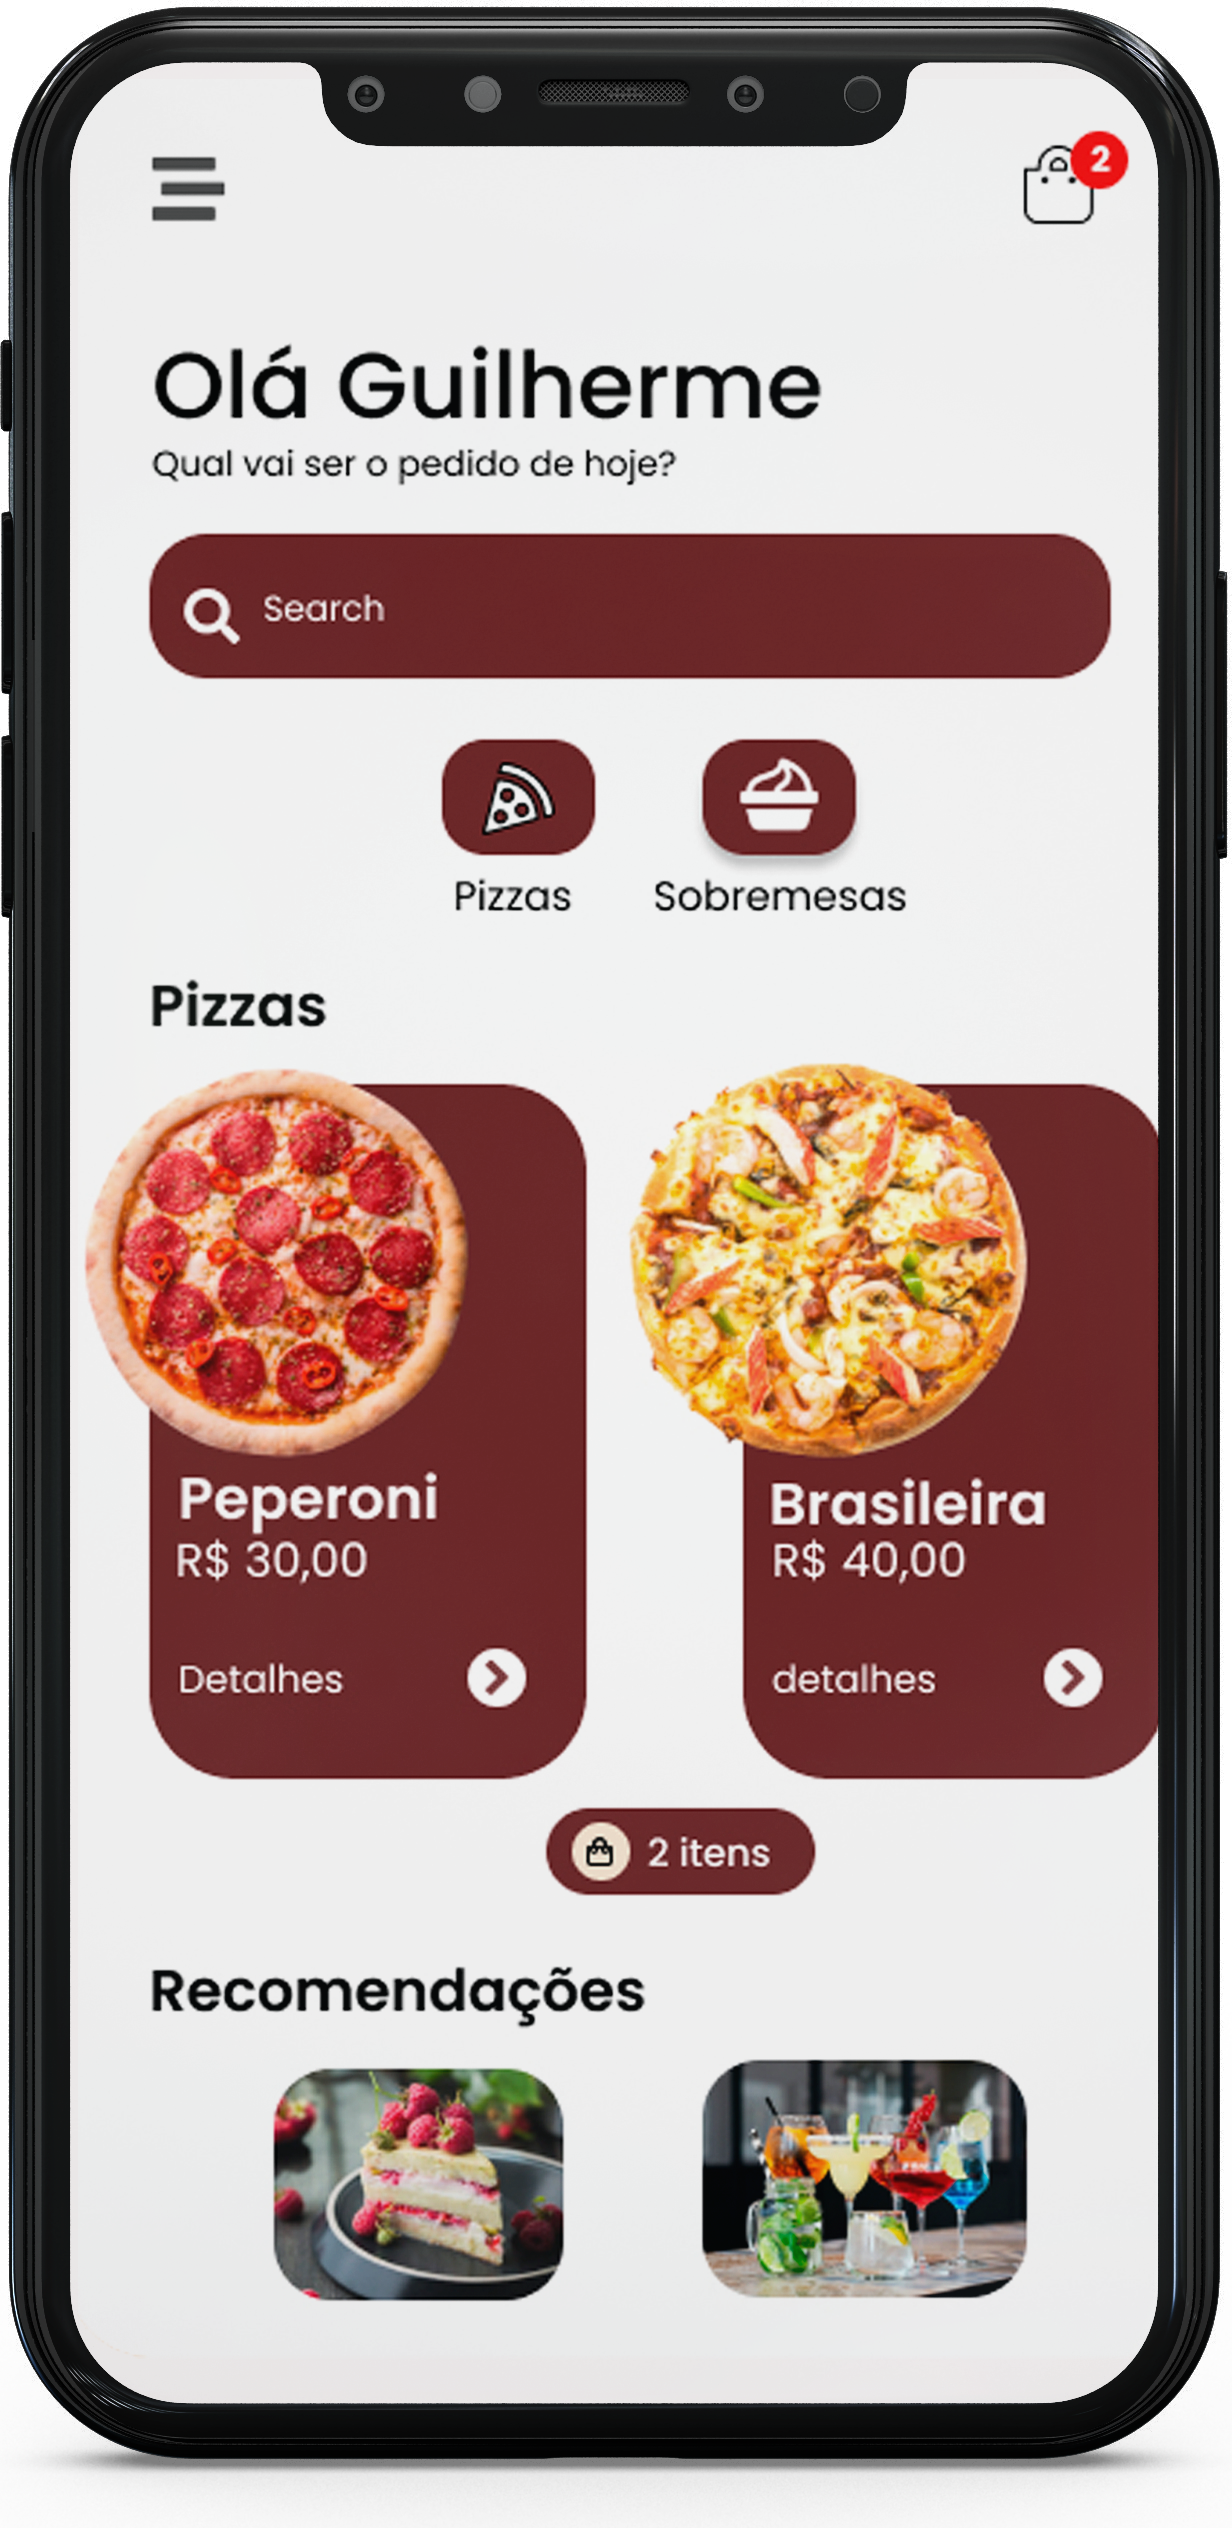 2
Olá Guilherme
Qual vai ser o pedido de hoje?
Search
Pizzas
Sobremesas
Pizzas
Peperoni
R$ 30,00
Detalhes
Brasileira
R$ 40,00
detalhes
2 itens
Recomendações